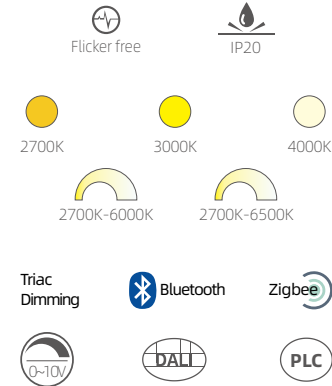 Flicker free
IP20
2700K
3000K
4000K
2700K-6000K
2700K-6500K
Triac
Dimming
Bluetooth
Zigbee
0~10V
DALI
PLC